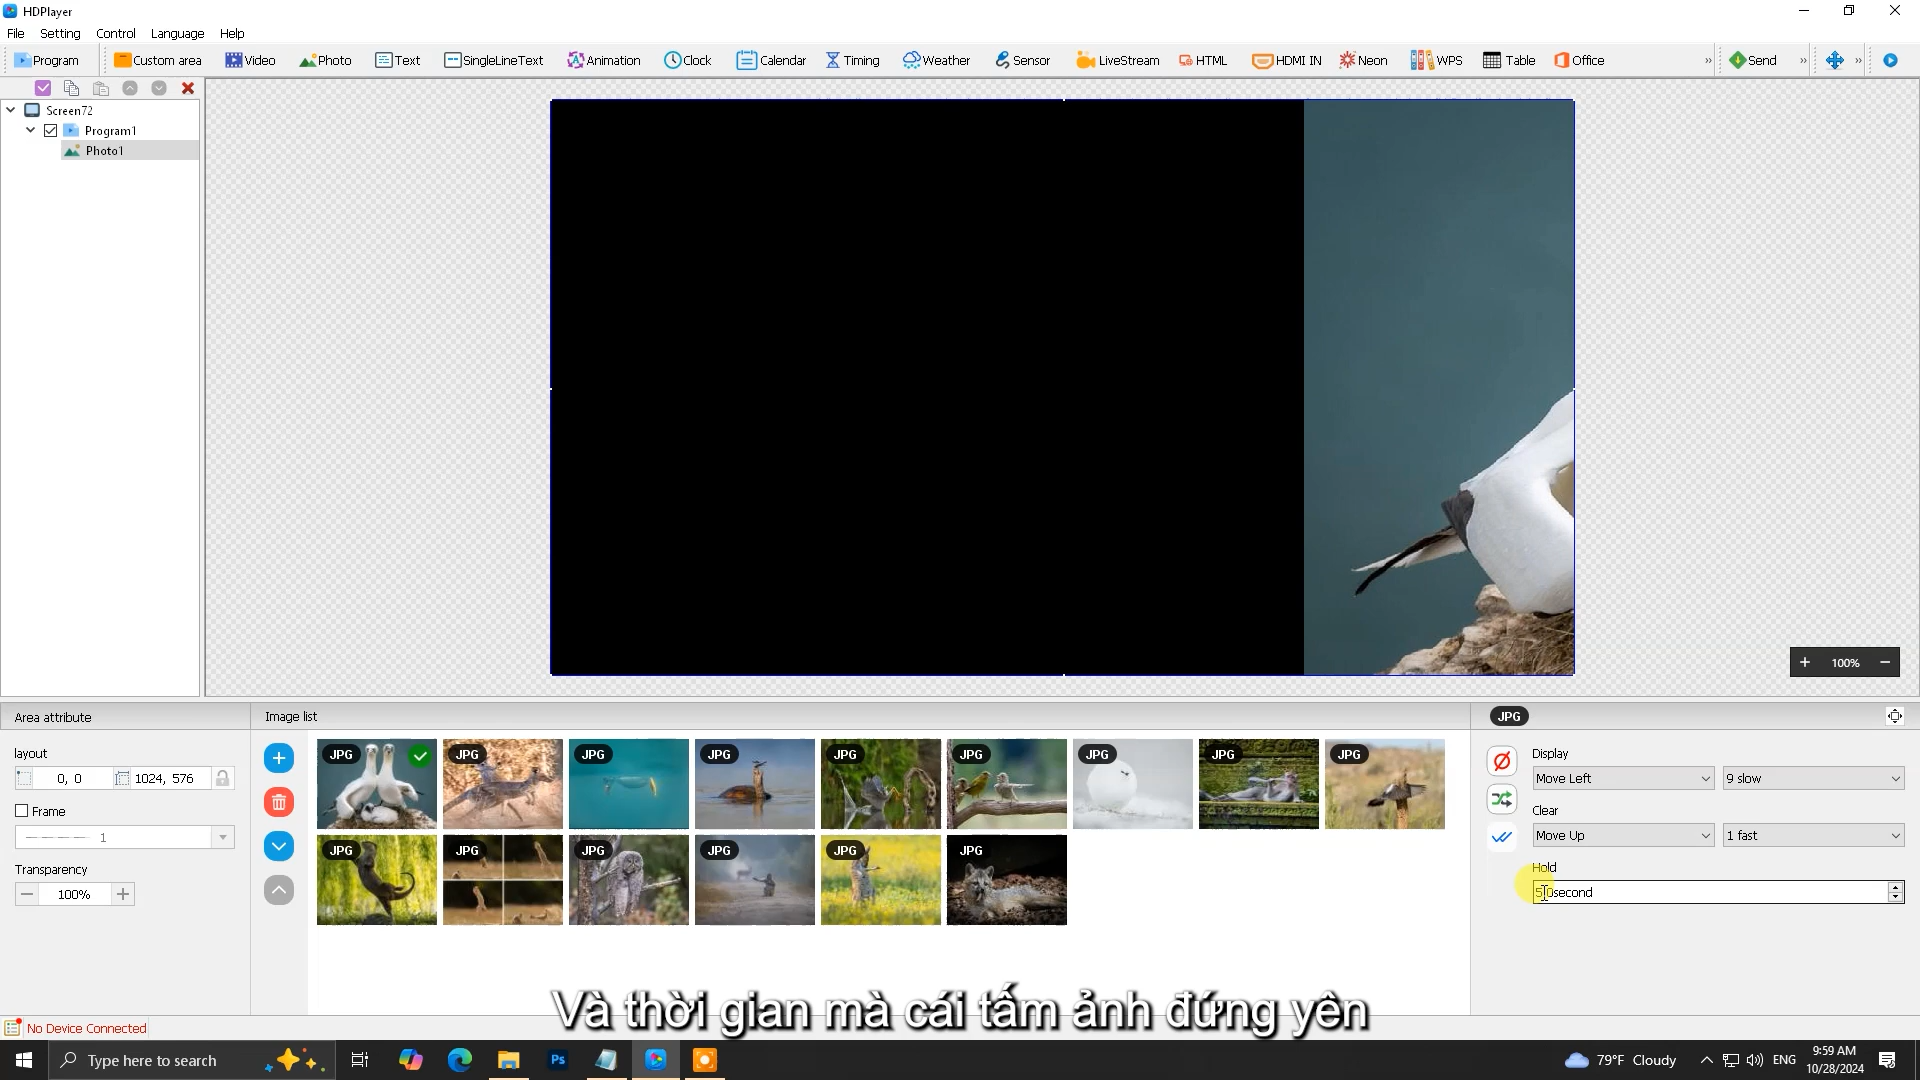 HDPlayer
File Setting Control Language Help
Program Custom area Video Photo Text SingleLineText Animation Clock Calendar Timing Weather Sensor LiveStream HTML HDMI IN Neon WPS Table Office » Send » »
Screen72
Program1
Photo1
+ 100% −
Area attribute
layout
0, 0 1024, 576
Frame
1
Transparency
− 100% +
Image list
JPG JPG JPG JPG JPG JPG JPG JPG JPG
JPG JPG JPG JPG JPG JPG
JPG
Display
Move Left 9 slow
Clear
Move Up 1 fast
Hold
5.0second
Và thời gian mà cái tấm ảnh đứng yên
No Device Connected
Type here to search
Ps
79°F Cloudy
ENG
9:59 AM
10/28/2024